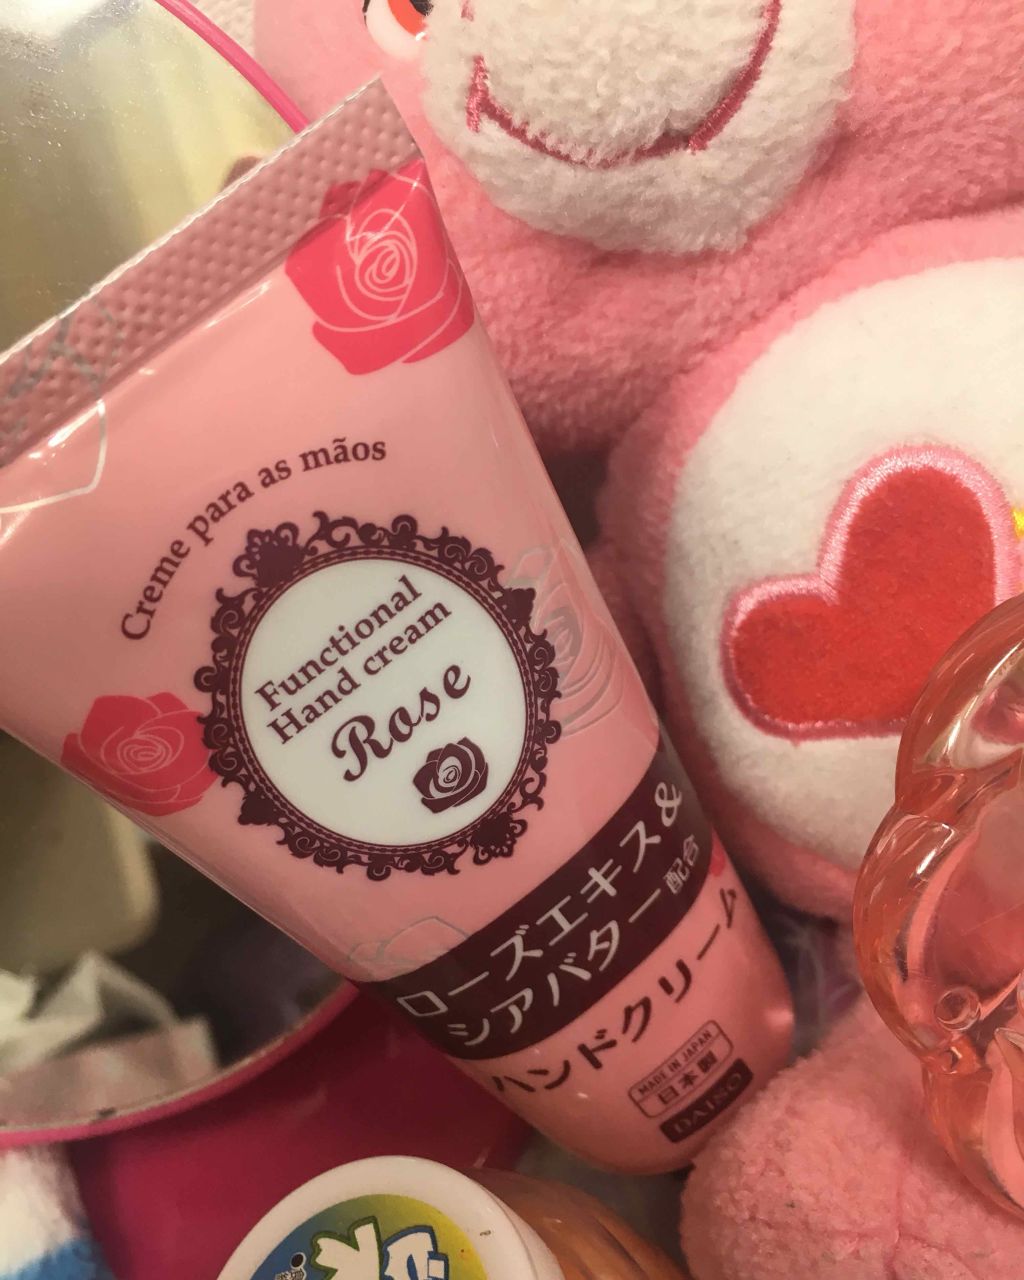 Creme para as mãos
Functional
Hand cream
Rose
ローズエキス&
シアバター配合
ハンドクリーム
MADE IN JAPAN
日本製
DAISO